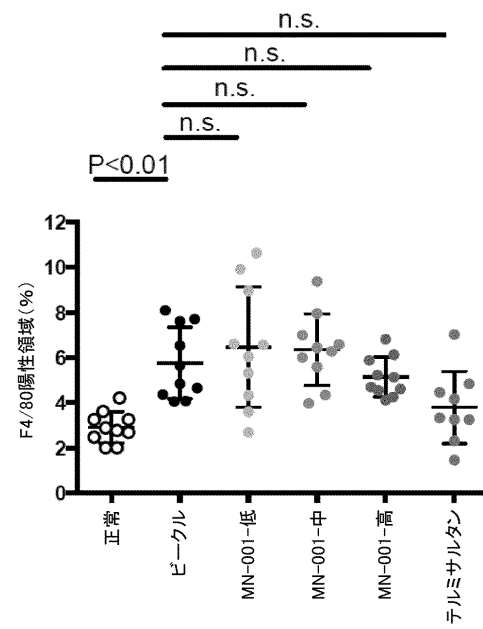 n.s.
n.s.
n.s.
n.s.
P<0.01
F4/80陽性領域(%)
12
10
8
6
4
2
0
正常
ビークル
MN-001-低
MN-001-中
MN-001-高
テルミサルタン